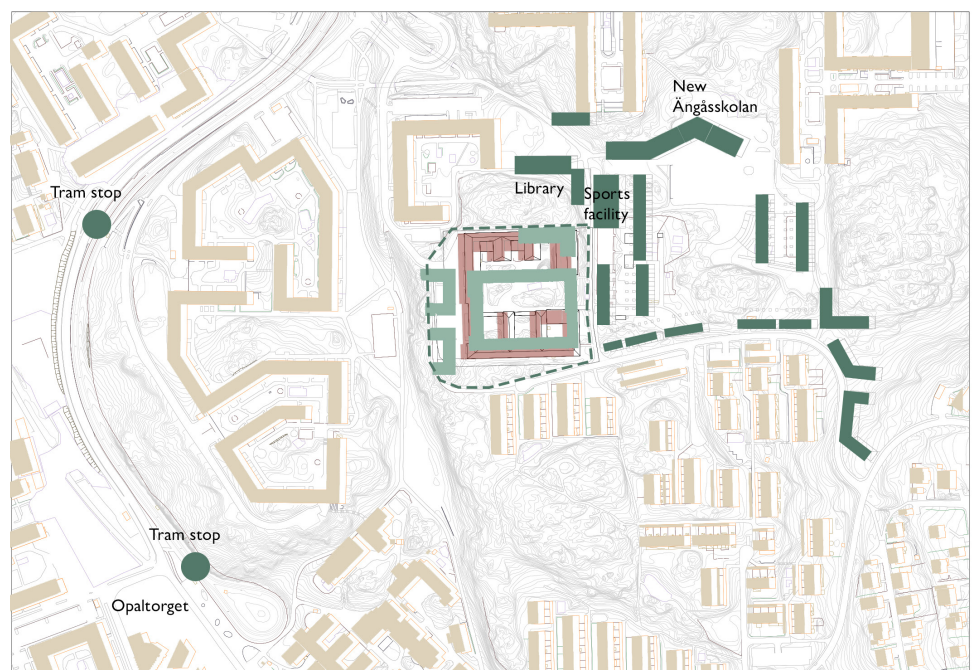 New
Ängåsskolan
Tram stop
Library
Sports
facility
Tram stop
Opaltorget